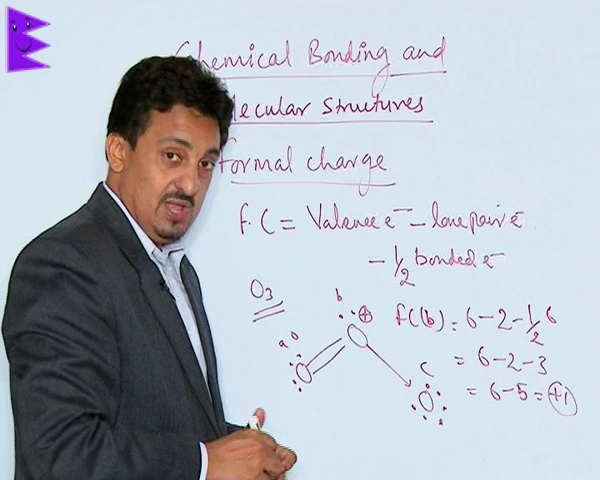 Chemical Bonding and
lecular Structures
Formal charge
F.C = Valence e⁻ - lone pair e⁻
- 1/2 bonded e⁻
O₃
b
⊕
a
O
O
C
O
F(b) = 6-2-1/2 6
= 6-2-3
= 6-5 = +1